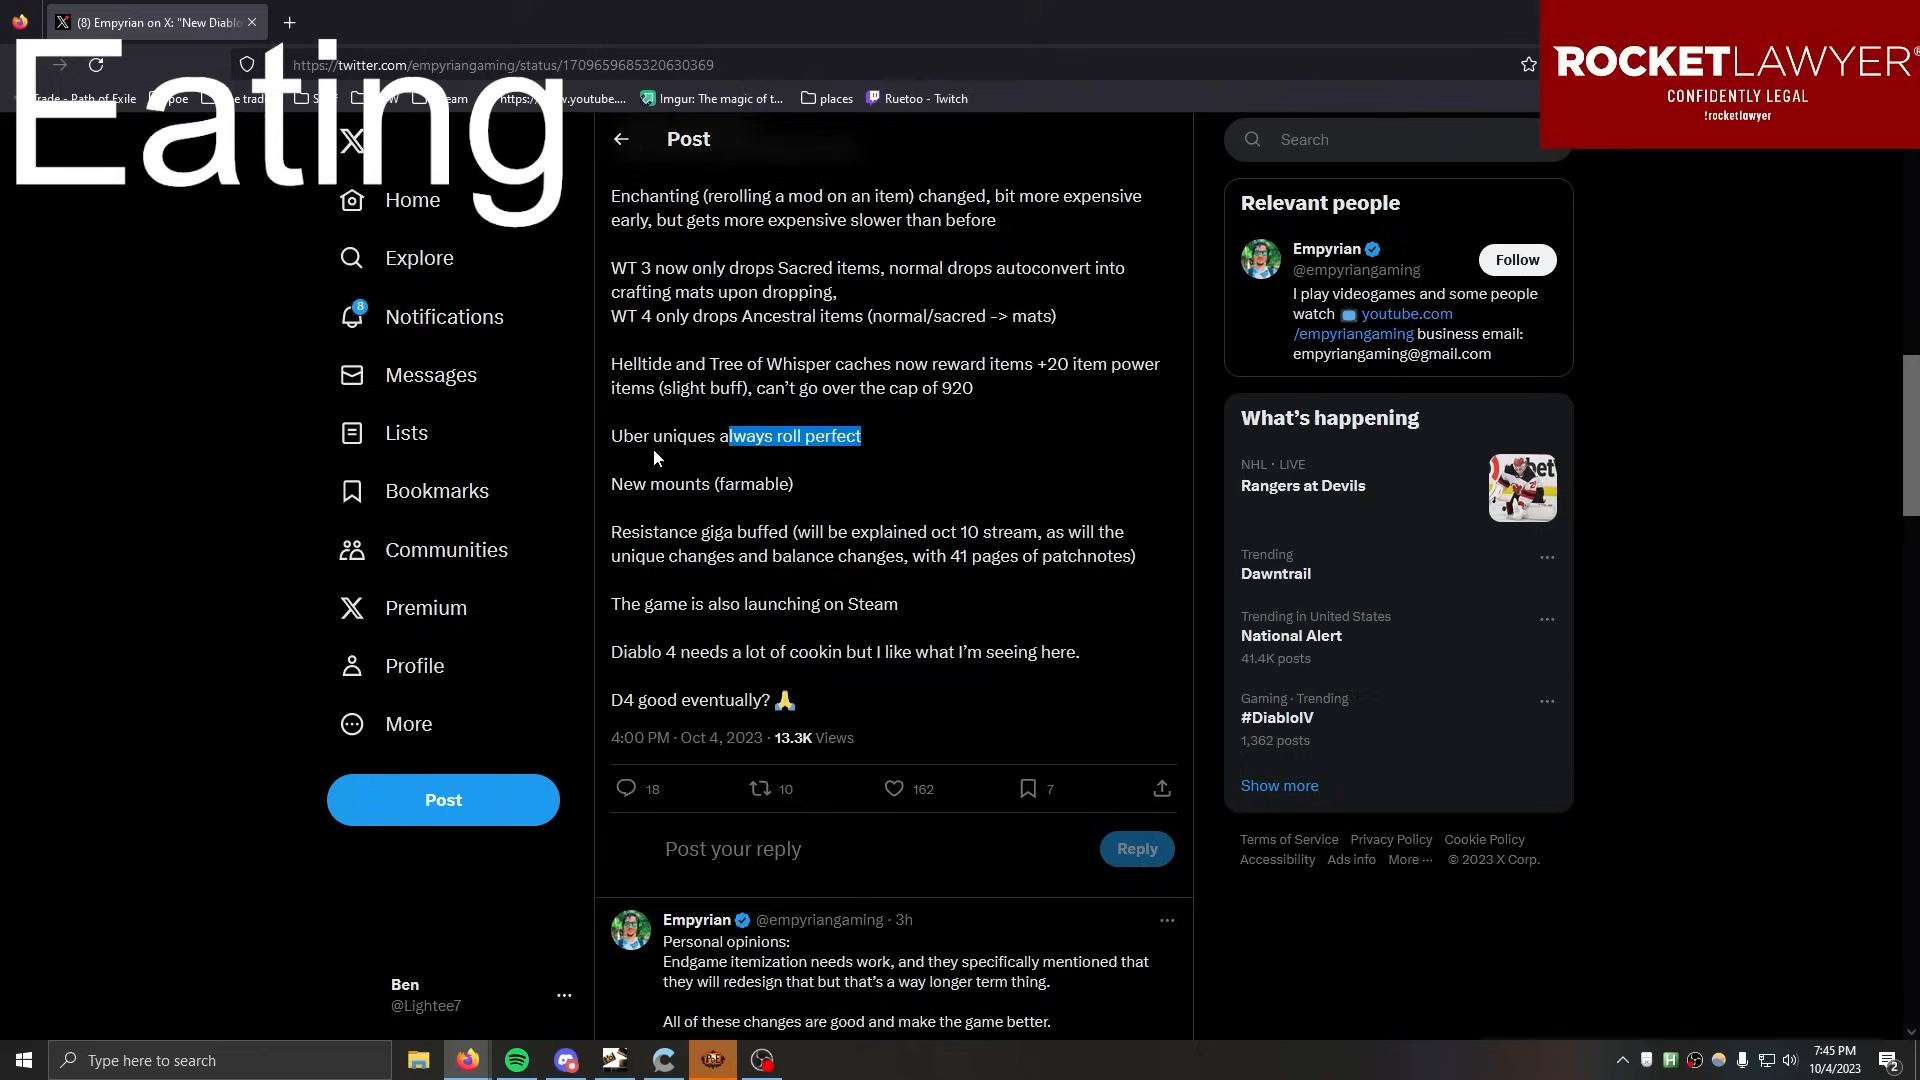 (8) Empyrian on X: "New Diablo
https://twitter.com/empyriangaming/status/1709659685320630369
Trade - Path of Exile
poe
https://
w.youtube....
Imgur: The magic of t...
places
Ruetoo - Twitch
Eating
ROCKETLAWYER®
CONFIDENTLY LEGAL
!rocketlawyer
Home
Explore
8
Notifications
Messages
Lists
Bookmarks
Communities
Premium
Profile
More
Post
Ben
@Lightee7
Post
Enchanting (rerolling a mod on an item) changed, bit more expensive
early, but gets more expensive slower than before
WT 3 now only drops Sacred items, normal drops autoconvert into
crafting mats upon dropping,
WT 4 only drops Ancestral items (normal/sacred -> mats)
Helltide and Tree of Whisper caches now reward items +20 item power
items (slight buff), can’t go over the cap of 920
Uber uniques always roll perfect
New mounts (farmable)
Resistance giga buffed (will be explained oct 10 stream, as will the
unique changes and balance changes, with 41 pages of patchnotes)
The game is also launching on Steam
Diablo 4 needs a lot of cookin but I like what I’m seeing here.
D4 good eventually? 🙏
4:00 PM · Oct 4, 2023 · 13.3K Views
18
10
162
7
Post your reply
Reply
Empyrian @empyriangaming · 3h
Personal opinions:
Endgame itemization needs work, and they specifically mentioned that
they will redesign that but that’s a way longer term thing.
All of these changes are good and make the game better.
Search
Relevant people
Empyrian
@empyriangaming
Follow
I play videogames and some people
watch youtube.com
/empyriangaming business email:
empyriangaming@gmail.com
What’s happening
NHL · LIVE
Rangers at Devils
Trending
Dawntrail
Trending in United States
National Alert
41.4K posts
Gaming · Trending
#DiabloIV
1,362 posts
Show more
Terms of Service Privacy Policy Cookie Policy
Accessibility Ads info More ··· © 2023 X Corp.
Type here to search
7:45 PM
10/4/2023
2